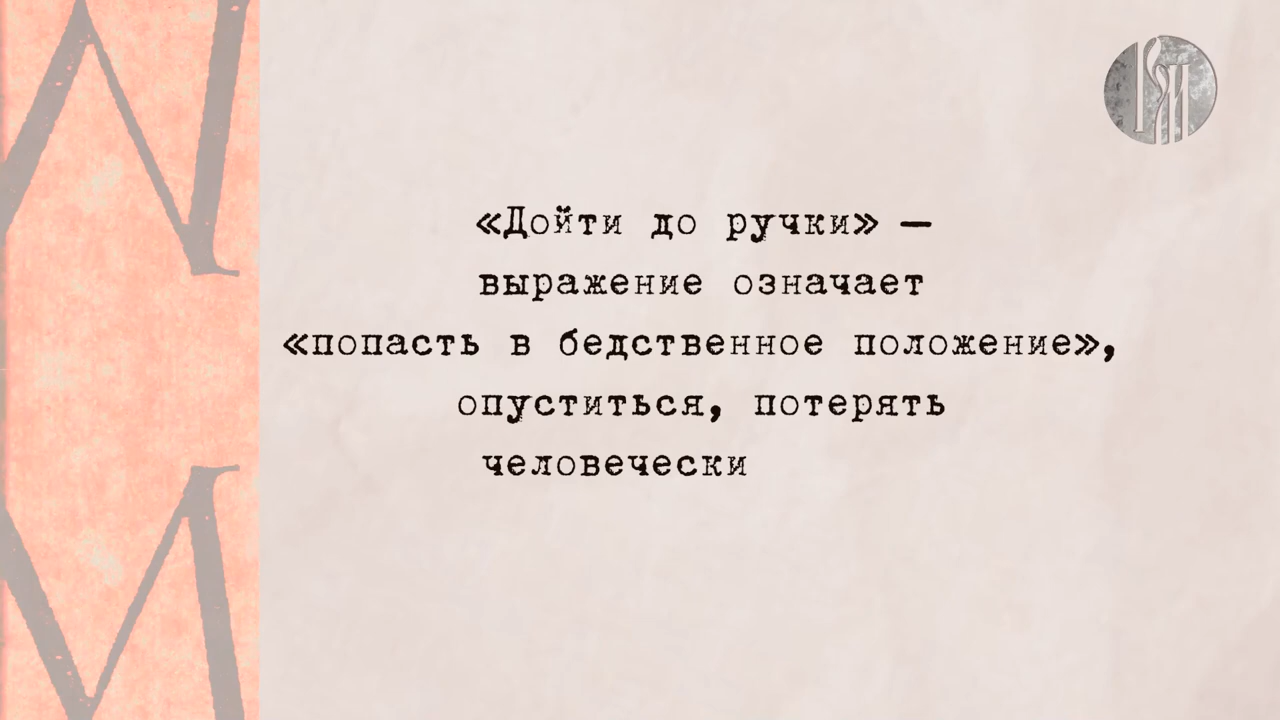 «Дойти до ручки» —
выражение означает
«попасть в бедственное положение»,
опуститься, потерять
человечески